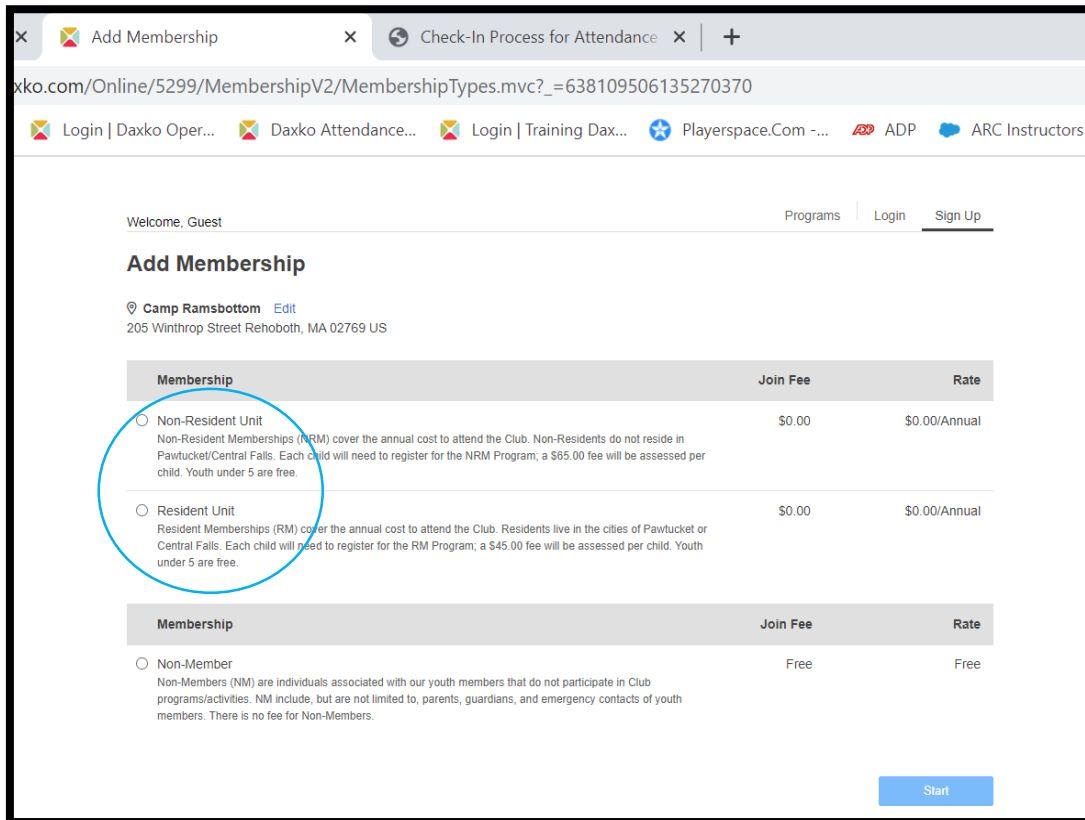 Add Membership
Check-In Process for Attendance
xko.com/Online/5299/MembershipV2/MembershipTypes.mvc?_=638109506135270370
Login | Daxko Oper... Daxko Attendance... Login | Training Dax... Playerspace.Com -... ADP ADP ARC Instructors
Welcome, Guest Programs Login Sign Up
Add Membership
Camp Ramsbottom Edit
205 Winthrop Street Rehoboth, MA 02769 US
Membership Join Fee Rate
Non-Resident Unit $0.00 $0.00/Annual
Non-Resident Memberships (NRM) cover the annual cost to attend the Club. Non-Residents do not reside in
Pawtucket/Central Falls. Each child will need to register for the NRM Program; a $65.00 fee will be assessed per
child. Youth under 5 are free.
Resident Unit $0.00 $0.00/Annual
Resident Memberships (RM) cover the annual cost to attend the Club. Residents live in the cities of Pawtucket or
Central Falls. Each child will need to register for the RM Program; a $45.00 fee will be assessed per child. Youth
under 5 are free.
Membership Join Fee Rate
Non-Member Free Free
Non-Members (NM) are individuals associated with our youth members that do not participate in Club
programs/activities. NM include, but are not limited to, parents, guardians, and emergency contacts of youth
members. There is no fee for Non-Members.
Start